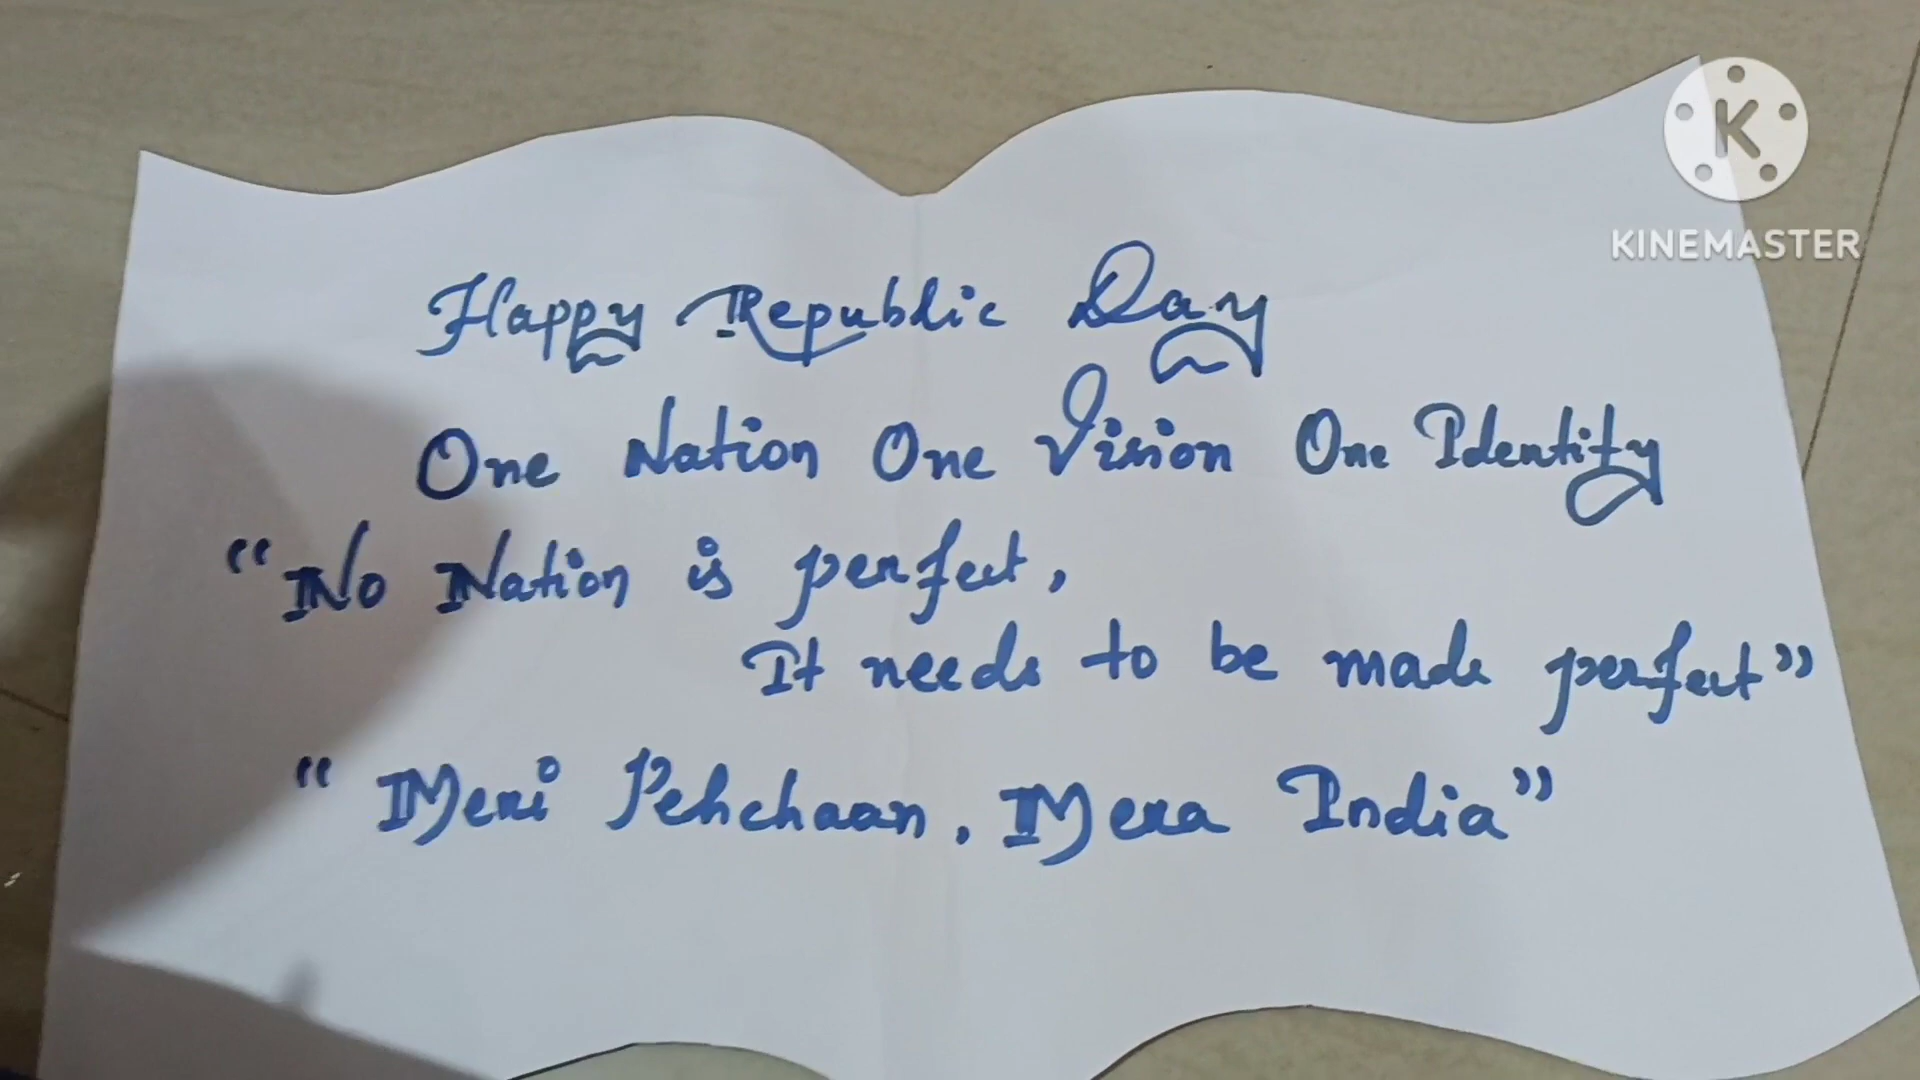 KINEMASTER
Happy Republic Day
One Nation One Vision One Identity
“No Nation is perfect,
It needs to be made perfect”
“Meri Pehchaan, Mera India”